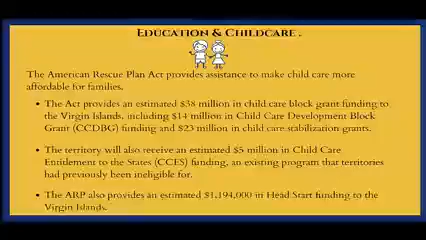 Education & Childcare .
The American Rescue Plan Act provides assistance to make child care more
affordable for families.
• The Act provides an estimated $38 million in child care block grant funding to
the Virgin Islands, including $14 million in Child Care Development Block
Grant (CCDBG) funding and $23 million in child care stabilization grants.
• The territory will also receive an estimated $5 million in Child Care
Entitlement to the States (CCES) funding, an existing program that territories
had previously been ineligible for.
• The ARP also provides an estimated $1,194,000 in Head Start funding to the
Virgin Islands.